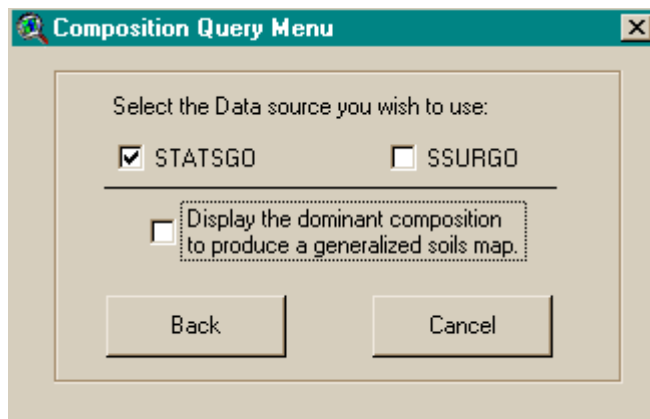 Composition Query Menu
Select the Data source you wish to use:
STATSGO SSURGO
Display the dominant composition
to produce a generalized soils map.
Back Cancel